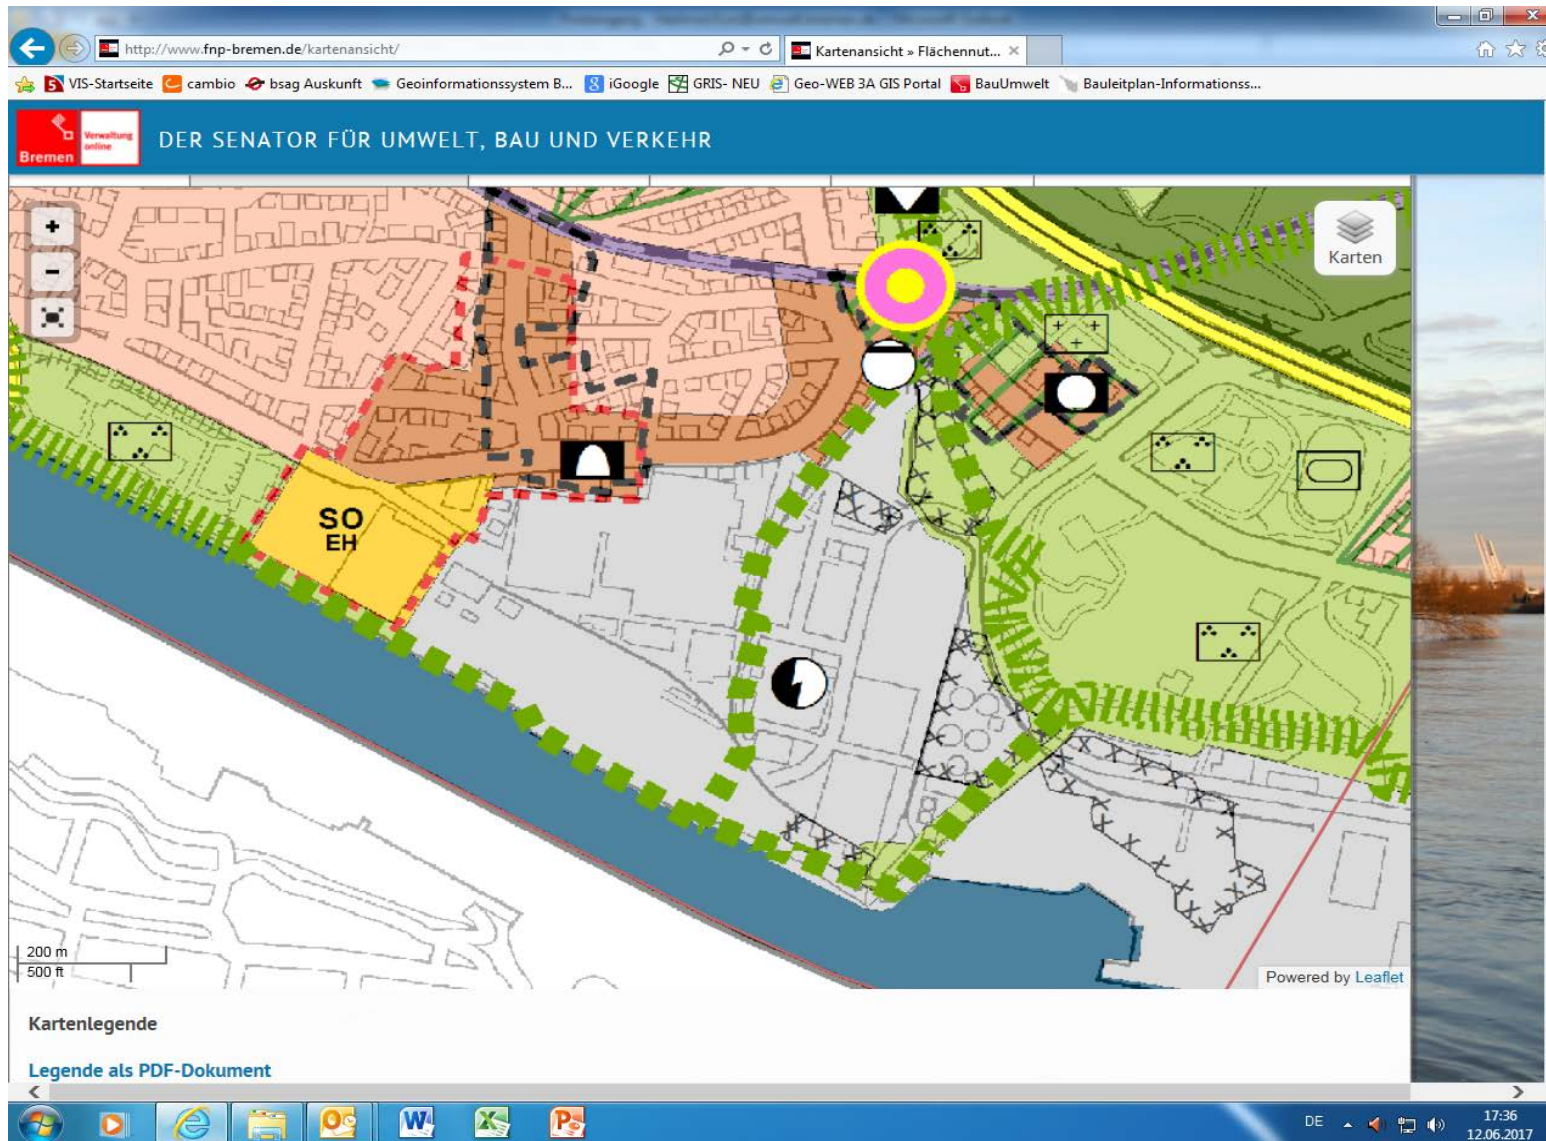 http://www.fnp-bremen.de/kartenansicht/
Kartenansicht » Flächennut...
VIS-Startseite
cambio
bsag Auskunft
Geoinformationssystem B...
iGoogle
GRIS- NEU
Geo-WEB 3A GIS Portal
BauUmwelt
Bauleitplan-Informationss...
Bremen
Verwaltung
online
DER SENATOR FÜR UMWELT, BAU UND VERKEHR
Karten
SO
EH
200 m
500 ft
Powered by Leaflet
Kartenlegende
Legende als PDF-Dokument
DE
17:36
12.06.2017